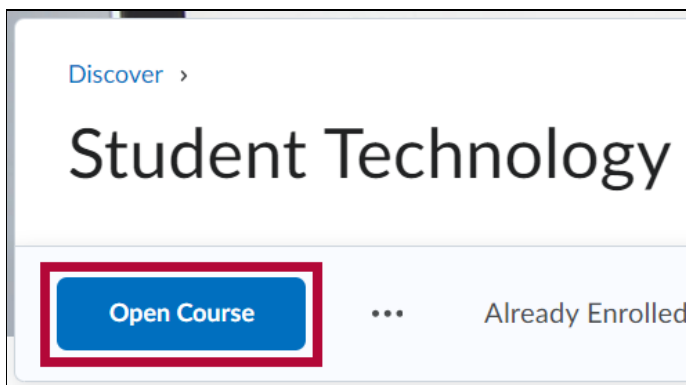 Discover ›
Student Technology
Open Course ••• Already Enrolled